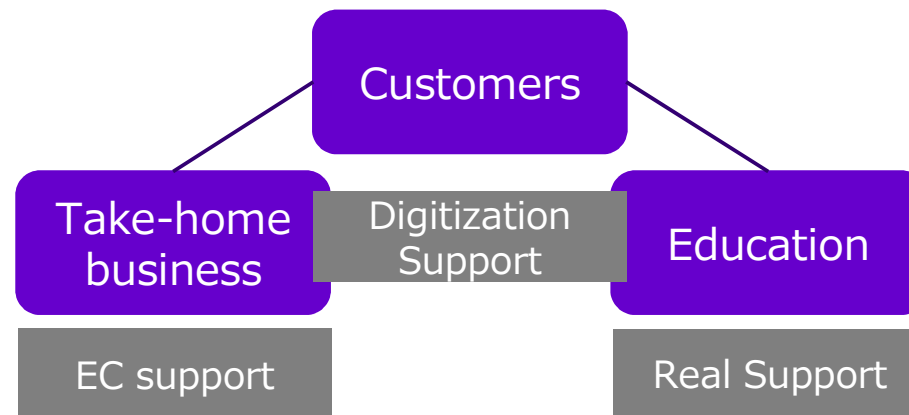 Customers
Take-home
business
Digitization
Support
Education
EC support
Real Support